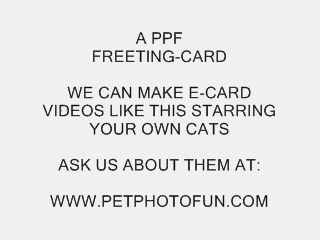 A PPF
FREETING-CARD
WE CAN MAKE E-CARD
VIDEOS LIKE THIS STARRING
YOUR OWN CATS
ASK US ABOUT THEM AT:
WWW.PETPHOTOFUN.COM